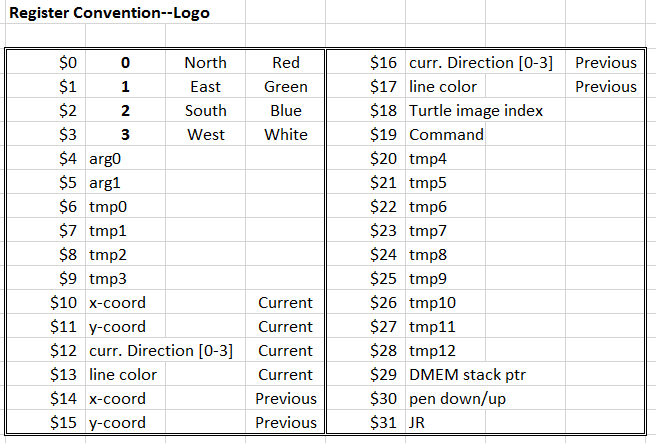 Register Convention--Logo
$0 0 North Red $16 curr. Direction [0-3] Previous
$1 1 East Green $17 line color Previous
$2 2 South Blue $18 Turtle image index
$3 3 West White $19 Command
$4 arg0 $20 tmp4
$5 arg1 $21 tmp5
$6 tmp0 $22 tmp6
$7 tmp1 $23 tmp7
$8 tmp2 $24 tmp8
$9 tmp3 $25 tmp9
$10 x-coord Current $26 tmp10
$11 y-coord Current $27 tmp11
$12 curr. Direction [0-3] Current $28 tmp12
$13 line color Current $29 DMEM stack ptr
$14 x-coord Previous $30 pen down/up
$15 y-coord Previous $31 JR